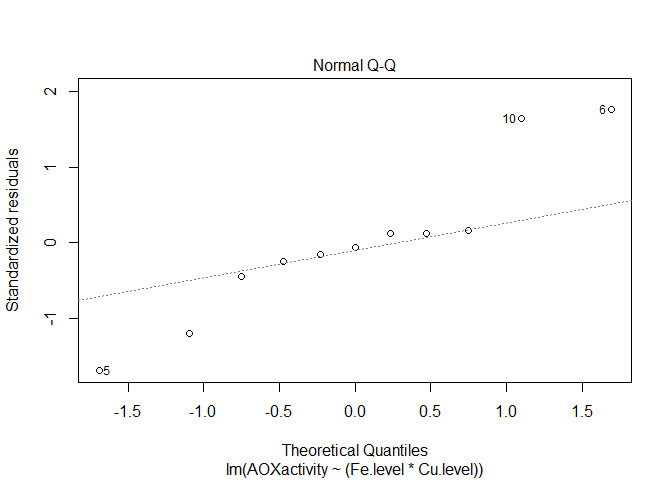 Normal Q-Q
Standardized residuals
2
1
0
-1
10
6
5
-1.5 -1.0 -0.5 0.0 0.5 1.0 1.5
Theoretical Quantiles
lm(AOXactivity ~ (Fe.level * Cu.level))